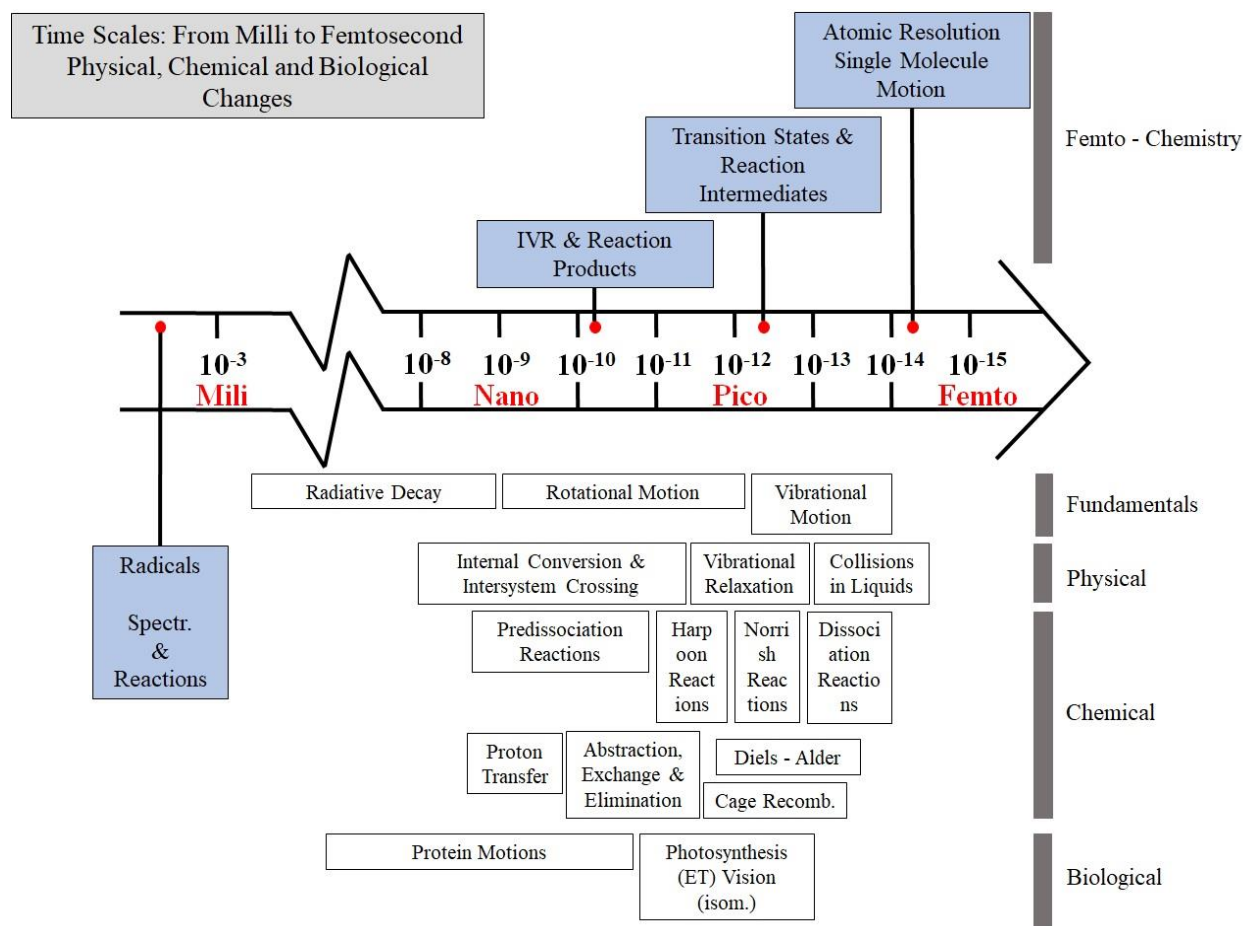 Time Scales: From Milli to Femtosecond
Physical, Chemical and Biological
Changes
Atomic Resolution
Single Molecule
Motion
Femto - Chemistry
Transition States &
Reaction
Intermediates
IVR & Reaction
Products
10-3
10-8
10-9
10-10
10-11
10-12
10-13
10-14
10-15
Mili
Nano
Pico
Femto
Radiative Decay
Rotational Motion
Vibrational
Motion
Fundamentals
Radicals
Spectr.
&
Reactions
Internal Conversion &
Intersystem Crossing
Vibrational
Relaxation
Collisions
in Liquids
Physical
Predissociation
Reactions
Harp
oon
React
ions
Norri
sh
Reac
tions
Dissoci
ation
Reactio
ns
Chemical
Proton
Transfer
Abstraction,
Exchange &
Elimination
Diels - Alder
Cage Recomb.
Protein Motions
Photosynthesis
(ET) Vision
(isom.)
Biological